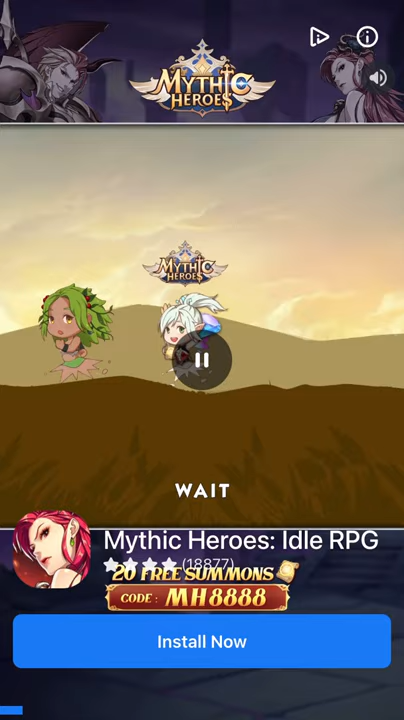 MYTHIC
HEROES
MYTHIC
HEROES
WAIT
Mythic Heroes: Idle RPG
(18877)
20 FREE SUMMONS
CODE: MH8888
Install Now